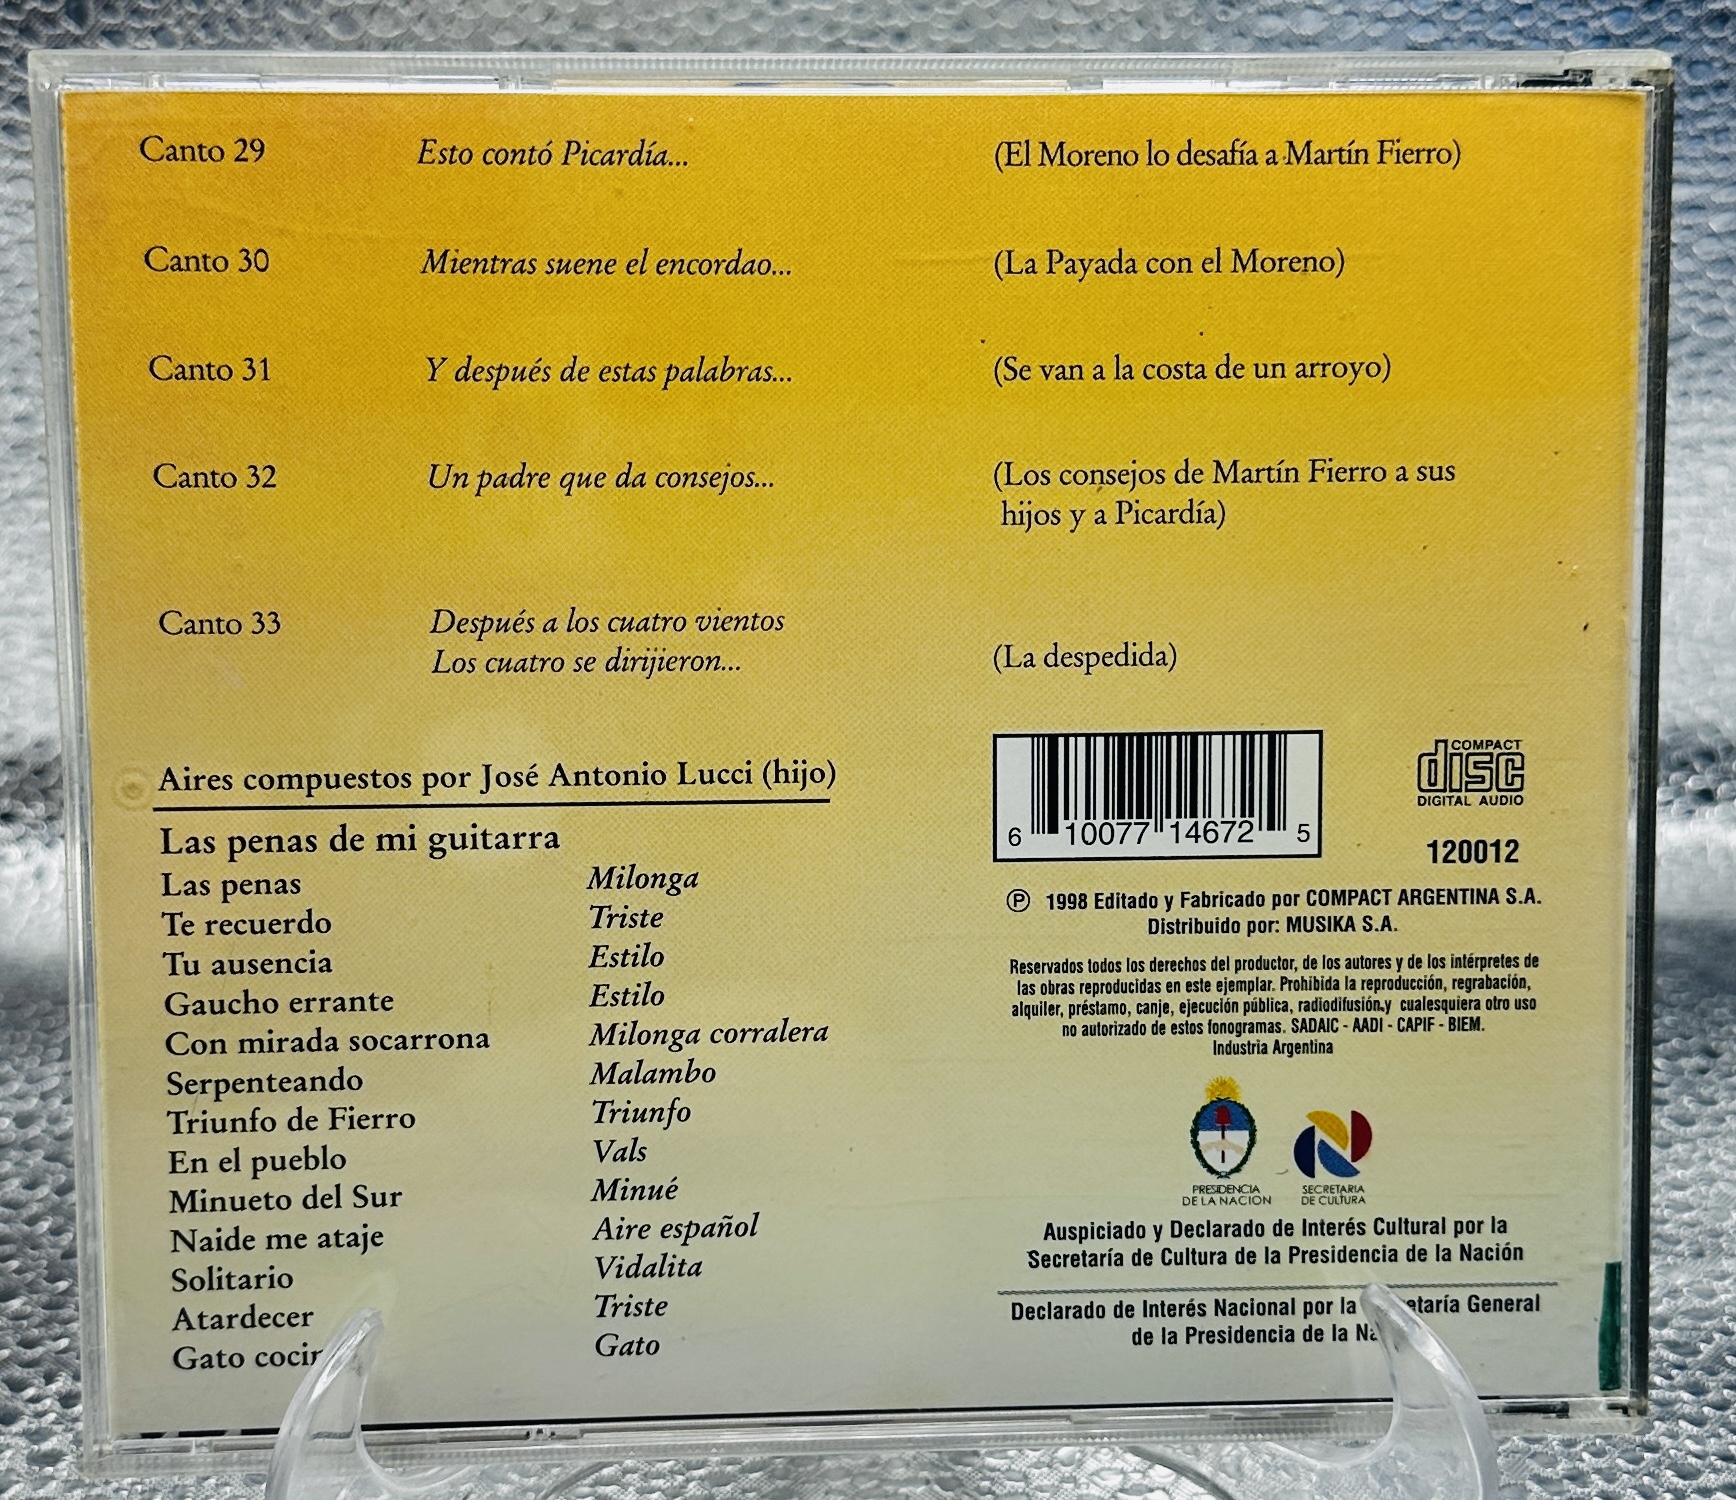 Canto 29 Esto contó Picardía... (El Moreno lo desafía a Martín Fierro)
Canto 30 Mientras suene el encordao... (La Payada con el Moreno)
Canto 31 Y después de estas palabras... (Se van a la costa de un arroyo)
Canto 32 Un padre que da consejos... (Los consejos de Martín Fierro a sus
hijos y a Picardía)
Canto 33 Después a los cuatro vientos
Los cuatro se dirijieron... (La despedida)
Aires compuestos por José Antonio Lucci (hijo)
Las penas de mi guitarra
Las penas Milonga
Te recuerdo Triste
Tu ausencia Estilo
Gaucho errante Estilo
Con mirada socarrona Milonga corralera
Serpenteando Malambo
Triunfo de Fierro Triunfo
En el pueblo Vals
Minueto del Sur Minué
Naide me ataje Aire español
Solitario Vidalita
Atardecer Triste
Gato Gato
6 10077 14672 5
COMPACT
disc
DIGITAL AUDIO
120012
℗ 1998 Editado y Fabricado por COMPACT ARGENTINA S.A.
Distribuido por: MUSIKA S.A.
Reservados todos los derechos del productor, de los autores y de los intérpretes de
las obras reproducidas en este ejemplar. Prohibida la reproducción, regrabación,
alquiler, préstamo, canje, ejecución pública, radiodifusión y cualesquiera otro uso
no autorizado de estos fonogramas. SADAIC - AADI - CAPIF - BIEM.
Industria Argentina
PRESIDENCIA
DE LA NACION
SECRETARIA
DE CULTURA
Auspiciado y Declarado de Interés Cultural por la
Secretaría de Cultura de la Presidencia de la Nación
Declarado de Interés Nacional por la General
de la Presidencia de la